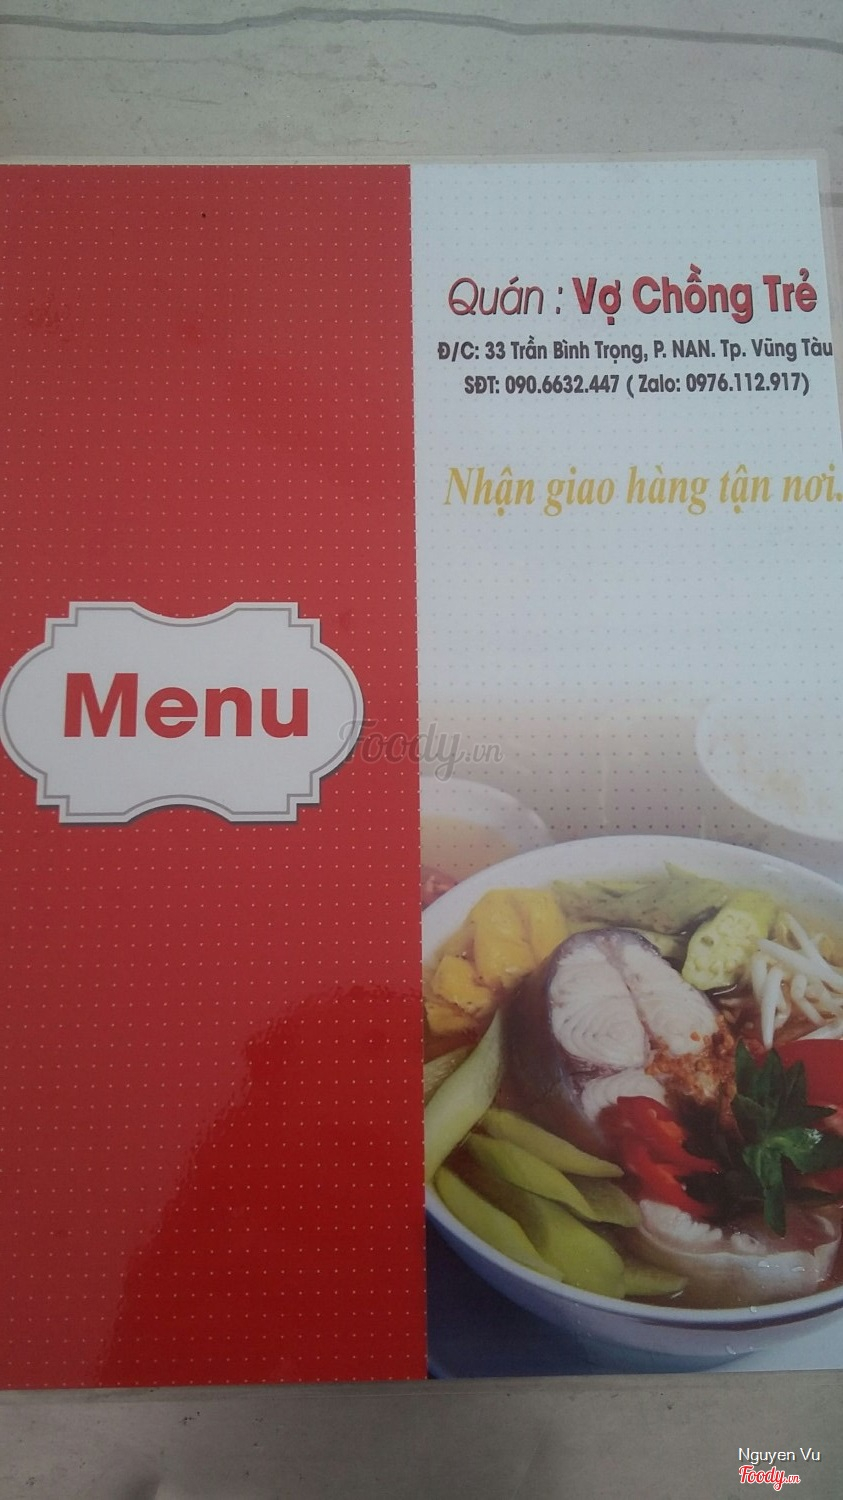 Quán : Vợ Chồng Trẻ
Đ/C: 33 Trần Bình Trọng, P. NAN. Tp. Vũng Tàu
SĐT: 090.6632.447 ( Zalo: 0976.112.917)
Nhận giao hàng tận nơi.
Menu
Foody.vn
Nguyen Vu
Foody.vn